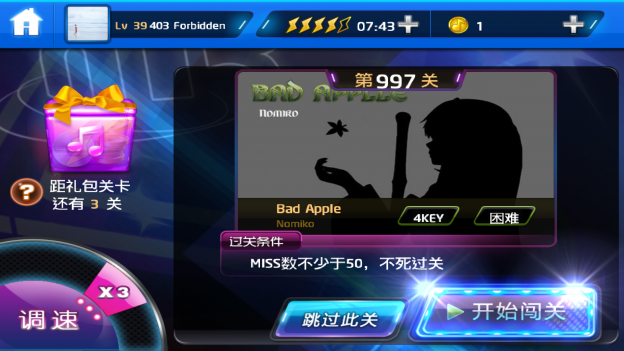 Lv 39 403 Forbidden
07:43
1
第997关
BAD APPLE
Nomiko
距礼包关卡
还有 3 关
Bad Apple
Nomiko
4KEY
困难
过关条件
MISS数不少于50，不死过关
X3
调速
跳过此关
开始闯关